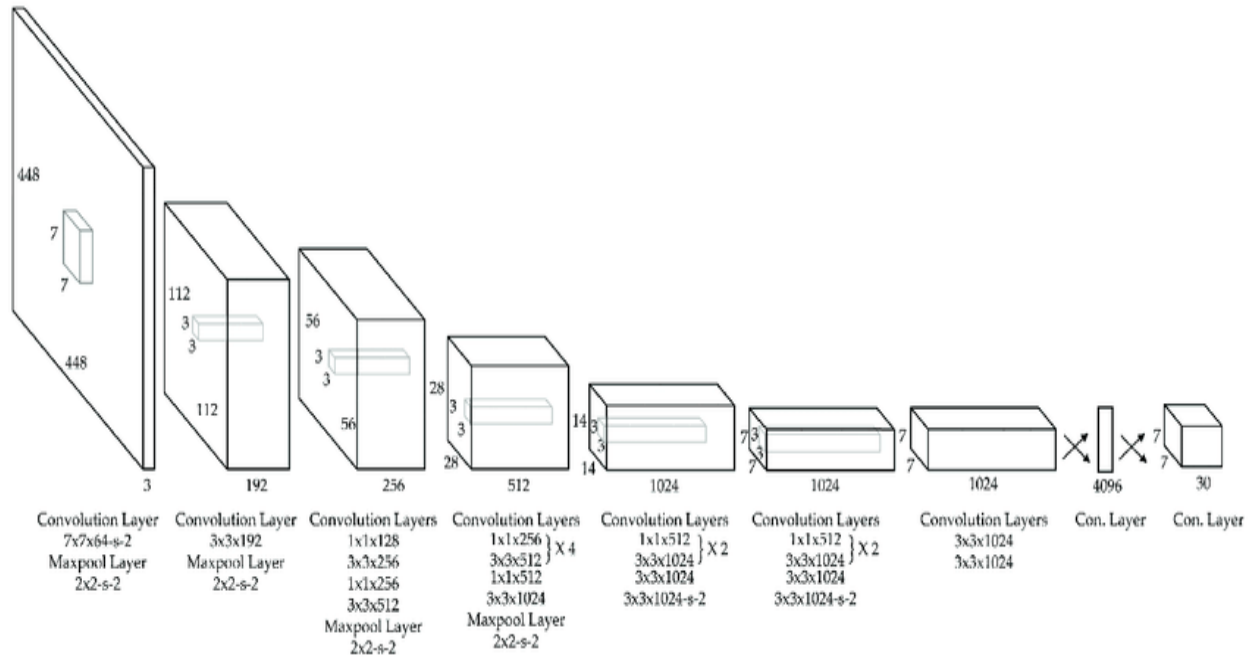 448
7
7
448
3
112
3
3
112
192
56
3
3
56
256
28
3
3
28
512
14
3
3
14
1024
7
3
3
7
1024
7
7
1024
4096
7
7
30
Convolution Layer
7x7x64-s-2
Maxpool Layer
2x2-s-2
Convolution Layer
3x3x192
Maxpool Layer
2x2-s-2
Convolution Layers
1x1x128
3x3x256
1x1x256
3x3x512
Maxpool Layer
2x2-s-2
Convolution Layers
1x1x256
3x3x512 } X 4
1x1x512
3x3x1024
Maxpool Layer
2x2-s-2
Convolution Layers
1x1x512
3x3x1024 } X 2
3x3x1024
3x3x1024-s-2
Convolution Layers
1x1x512
3x3x1024 } X 2
3x3x1024
3x3x1024-s-2
Convolution Layers
3x3x1024
3x3x1024
Con. Layer
Con. Layer